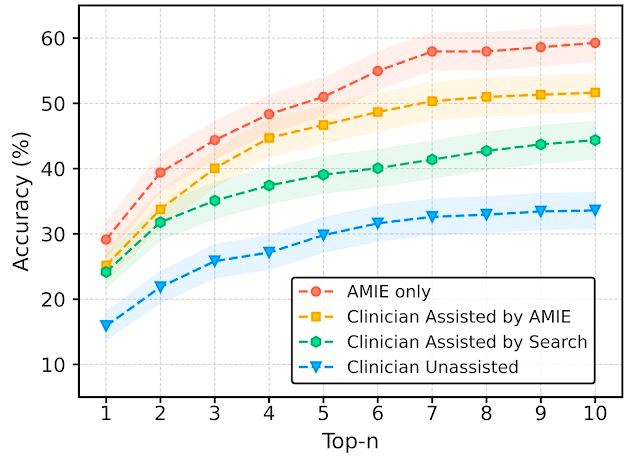 60
50
40
30
20
10
Accuracy (%)
AMIE only
Clinician Assisted by AMIE
Clinician Assisted by Search
Clinician Unassisted
1 2 3 4 5 6 7 8 9 10
Top-n